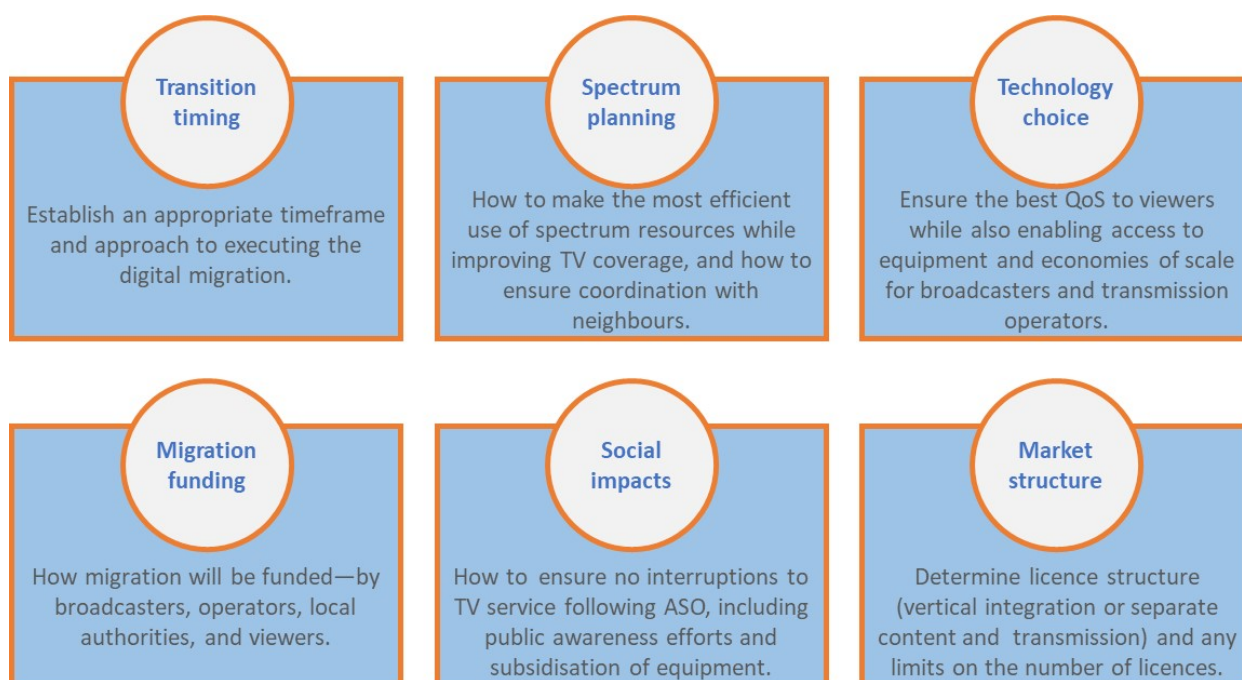 Transition
timing
Establish an appropriate timeframe
and approach to executing the
digital migration.
Spectrum
planning
How to make the most efficient
use of spectrum resources while
improving TV coverage, and how to
ensure coordination with
neighbours.
Technology
choice
Ensure the best QoS to viewers
while also enabling access to
equipment and economies of scale
for broadcasters and transmission
operators.
Migration
funding
How migration will be funded—by
broadcasters, operators, local
authorities, and viewers.
Social
impacts
How to ensure no interruptions to
TV service following ASO, including
public awareness efforts and
subsidisation of equipment.
Market
structure
Determine licence structure
(vertical integration or separate
content and transmission) and any
limits on the number of licences.